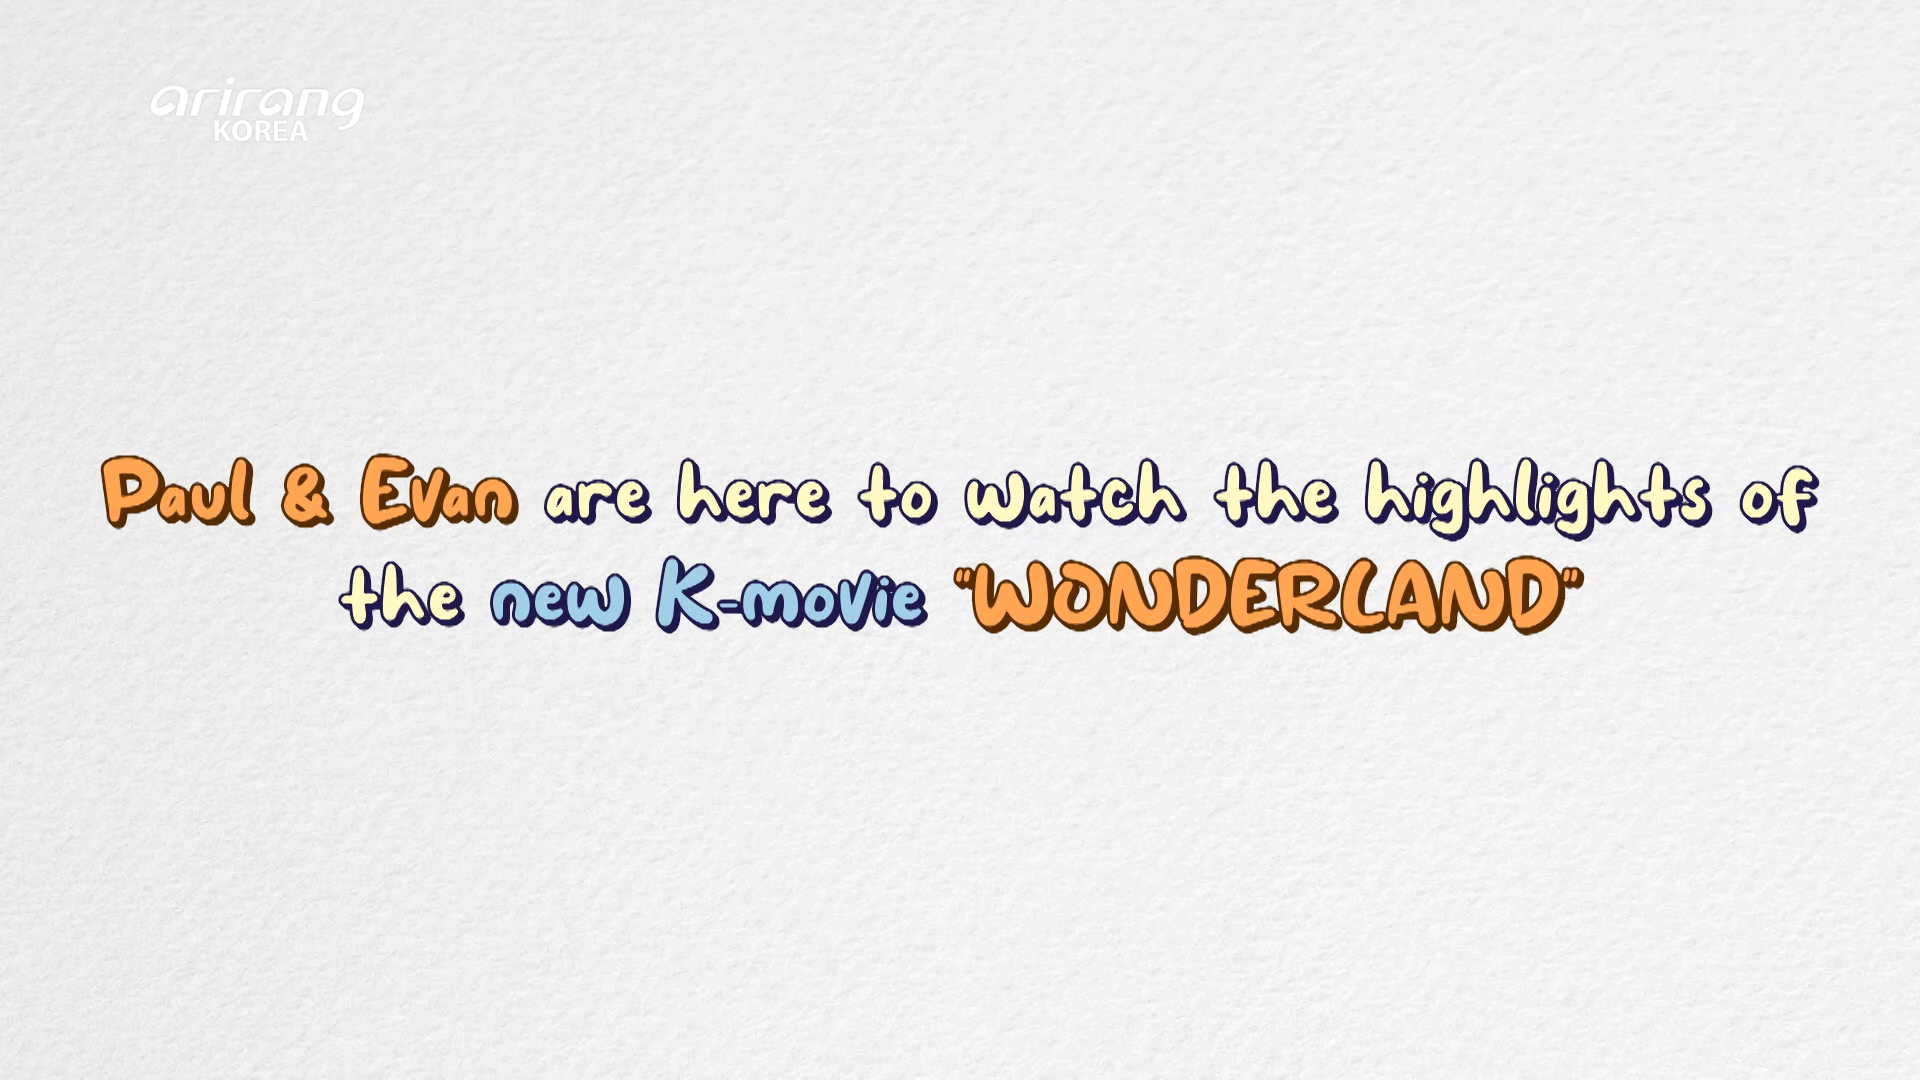 arirang
KOREA
Paul & Evan are here to watch the highlights of
the new K-movie "WONDERLAND"